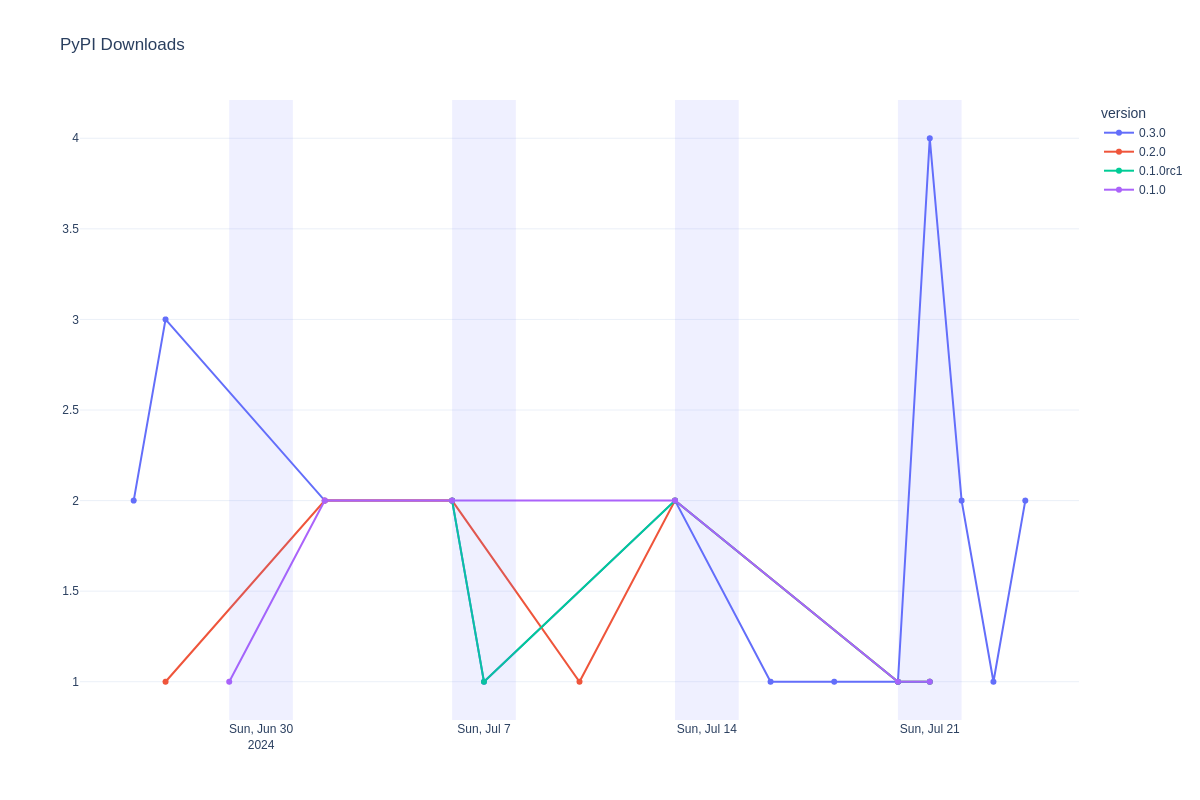 PyPI Downloads
version
0.3.0
0.2.0
0.1.0rc1
0.1.0
4
3.5
3
2.5
2
1.5
1
Sun, Jun 30
2024
Sun, Jul 7
Sun, Jul 14
Sun, Jul 21